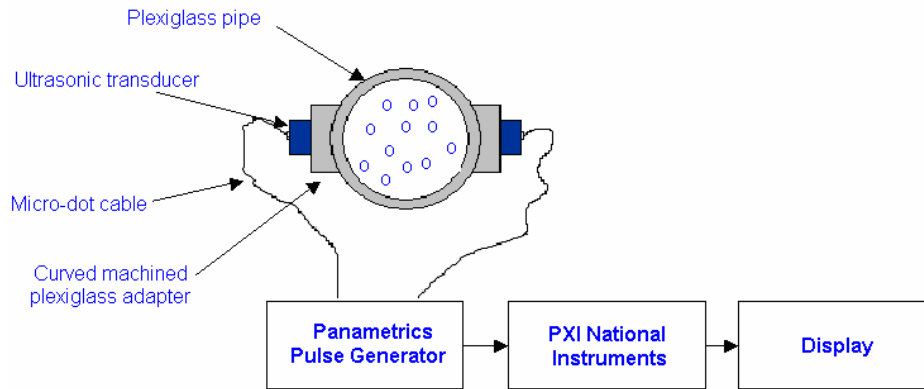 Plexiglass pipe
Ultrasonic transducer
Micro-dot cable
Curved machined
plexiglass adapter
Panametrics
Pulse Generator
PXI National
Instruments
Display